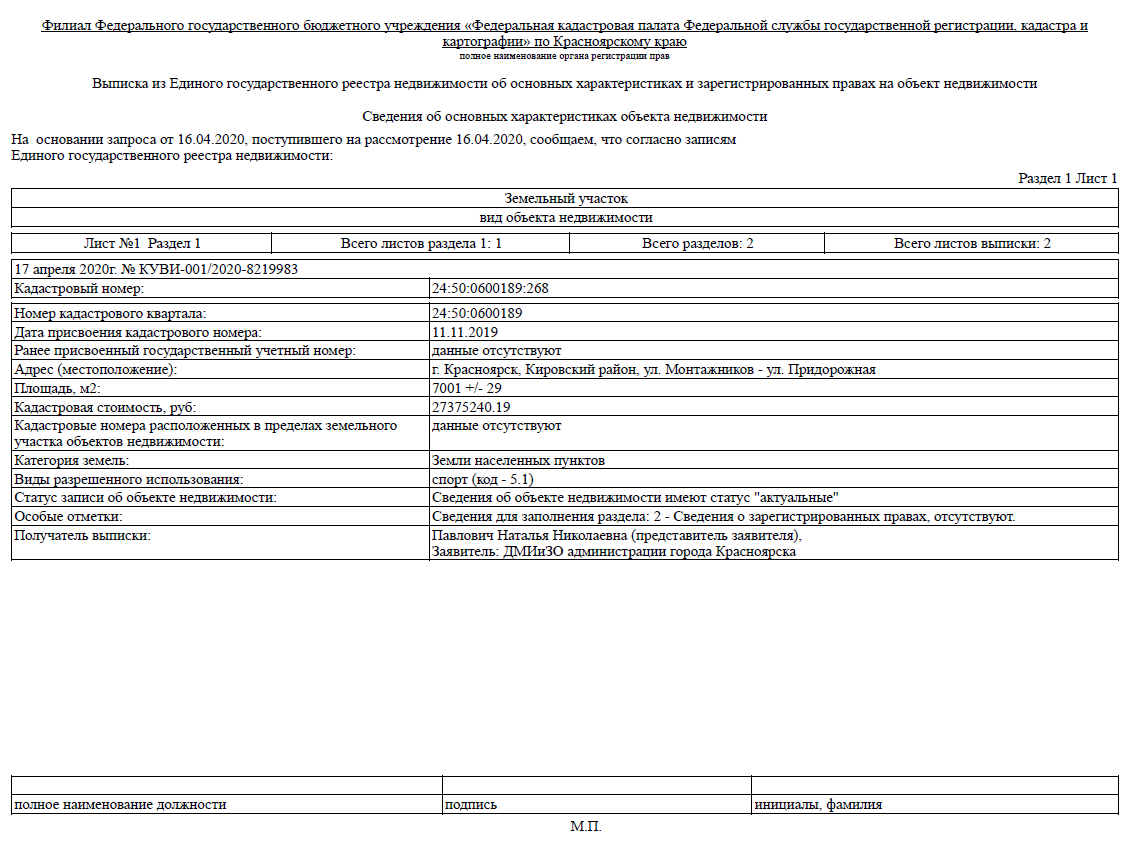 Филиал Федерального государственного бюджетного учреждения «Федеральная кадастровая палата Федеральной службы государственной регистрации, кадастра и
картографии» по Красноярскому краю
полное наименование органа регистрации прав
Выписка из Единого государственного реестра недвижимости об основных характеристиках и зарегистрированных правах на объект недвижимости
Сведения об основных характеристиках объекта недвижимости
На основании запроса от 16.04.2020, поступившего на рассмотрение 16.04.2020, сообщаем, что согласно записям
Единого государственного реестра недвижимости:
Раздел 1 Лист 1
Земельный участок
вид объекта недвижимости
Лист №1 Раздел 1 Всего листов раздела 1: 1 Всего разделов: 2 Всего листов выписки: 2
17 апреля 2020г. № КУВИ-001/2020-8219983
Кадастровый номер: 24:50:0600189:268
Номер кадастрового квартала: 24:50:0600189
Дата присвоения кадастрового номера: 11.11.2019
Ранее присвоенный государственный учетный номер: данные отсутствуют
Адрес (местоположение): г. Красноярск, Кировский район, ул. Монтажников - ул. Придорожная
Площадь, м2: 7001 +/- 29
Кадастровая стоимость, руб: 27375240.19
Кадастровые номера расположенных в пределах земельного данные отсутствуют
участка объектов недвижимости:
Категория земель: Земли населенных пунктов
Виды разрешенного использования: спорт (код - 5.1)
Статус записи об объекте недвижимости: Сведения об объекте недвижимости имеют статус "актуальные"
Особые отметки: Сведения для заполнения раздела: 2 - Сведения о зарегистрированных правах, отсутствуют.
Получатель выписки: Павлович Наталья Николаевна (представитель заявителя),
Заявитель: ДМИиЗО администрации города Красноярска
полное наименование должности подпись инициалы, фамилия
М.П.